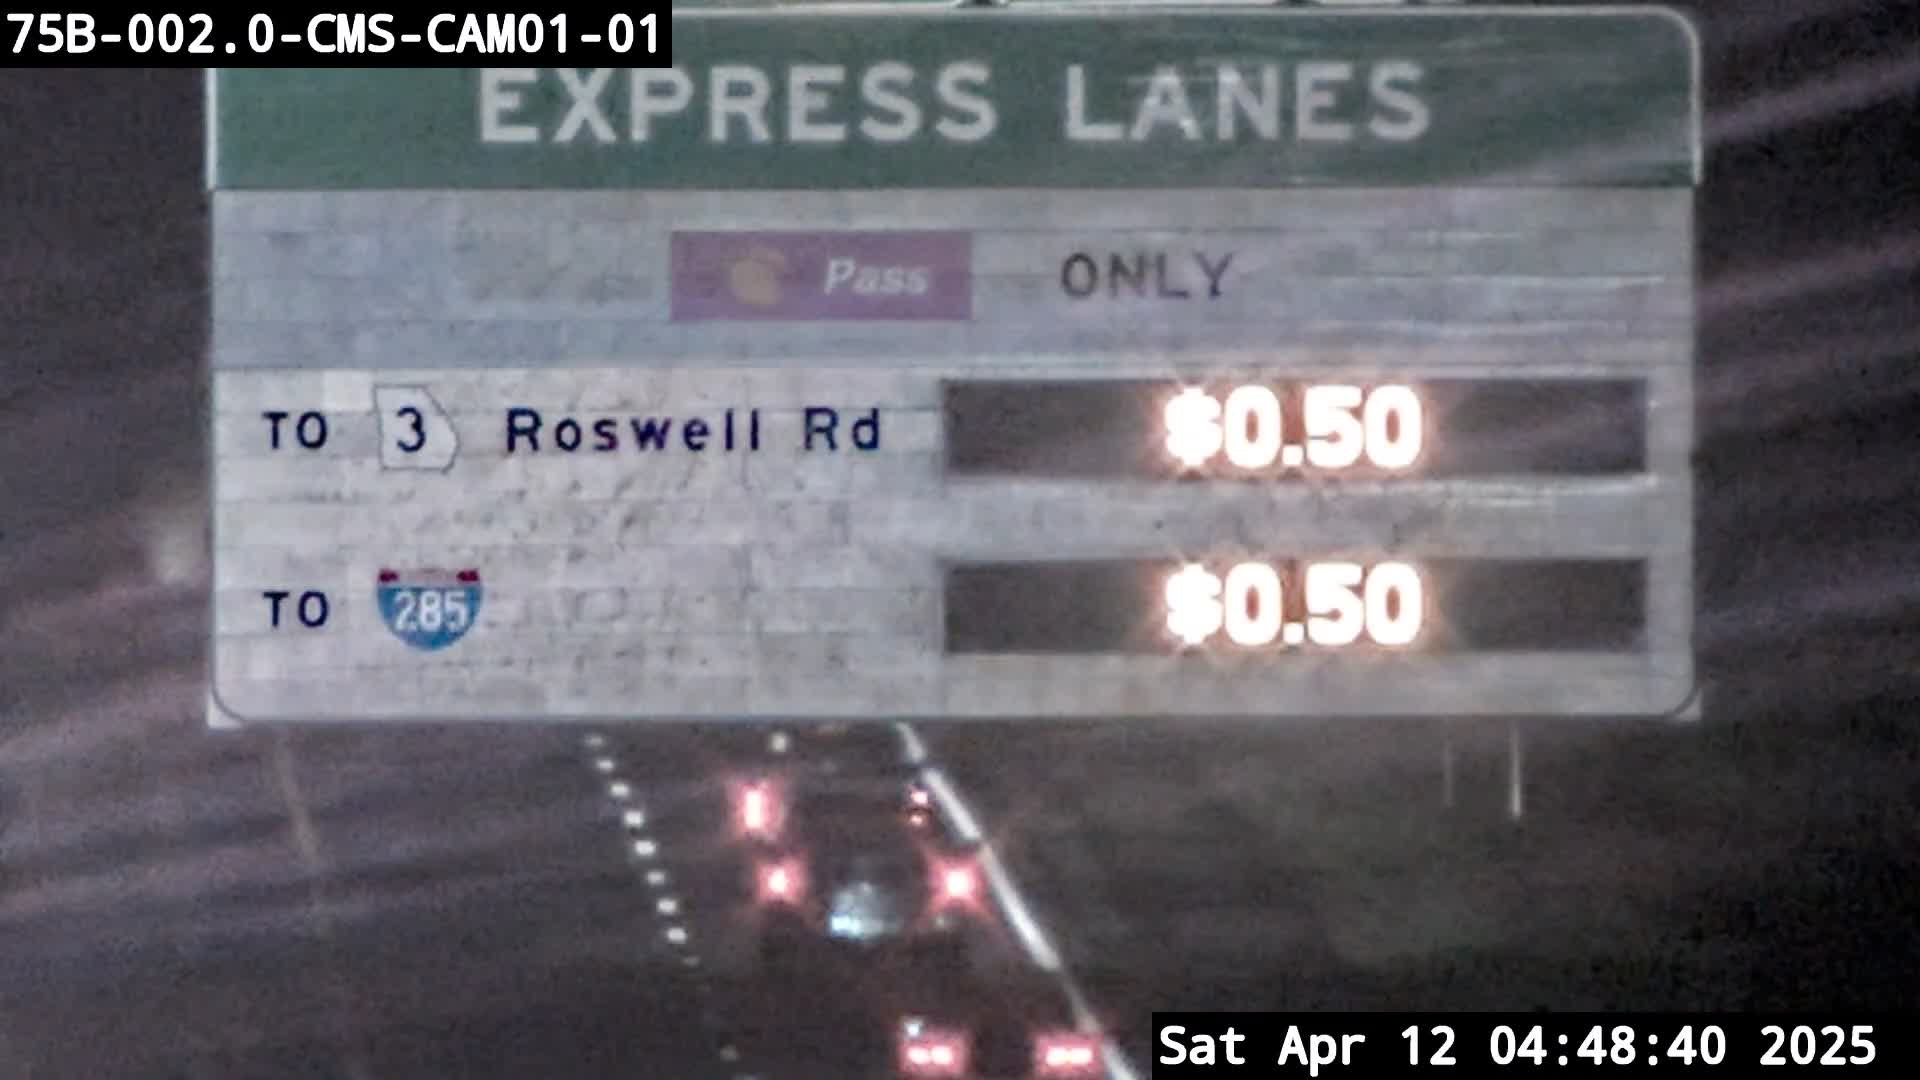 75B-002.0-CMS-CAM01-01
EXPRESS LANES
Pass ONLY
TO 3 Roswell Rd $0.50
TO 285 $0.50
Sat Apr 12 04:48:40 2025